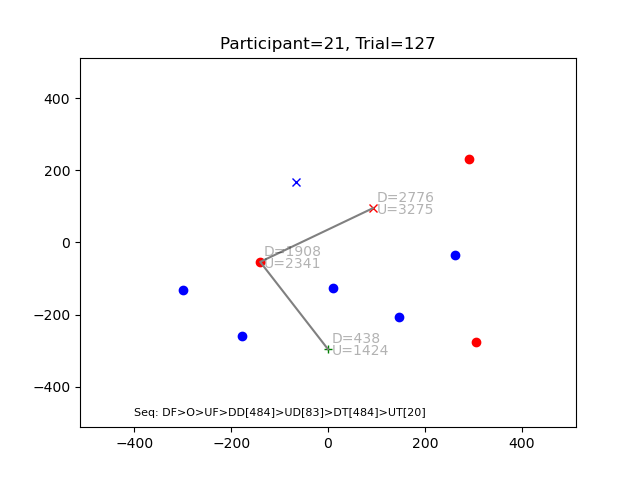 Participant=21, Trial=127
400
200
0
−200
−400
D=2776
U=3275
D=1908
U=2341
D=438
U=1424
Seq: DF>O>UF>DD[484]>UD[83]>DT[484]>UT[20]
−400 −200 0 200 400